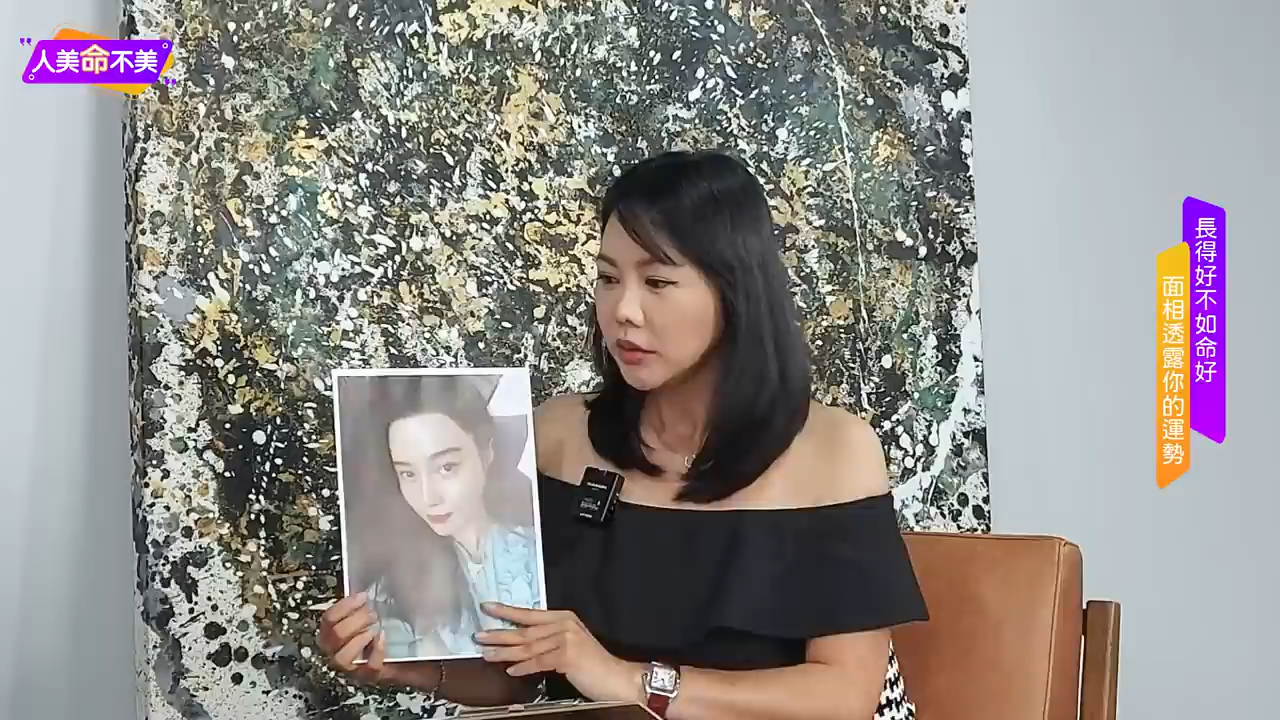 人美命不美
長得好不如命好
面相透露你的運勢